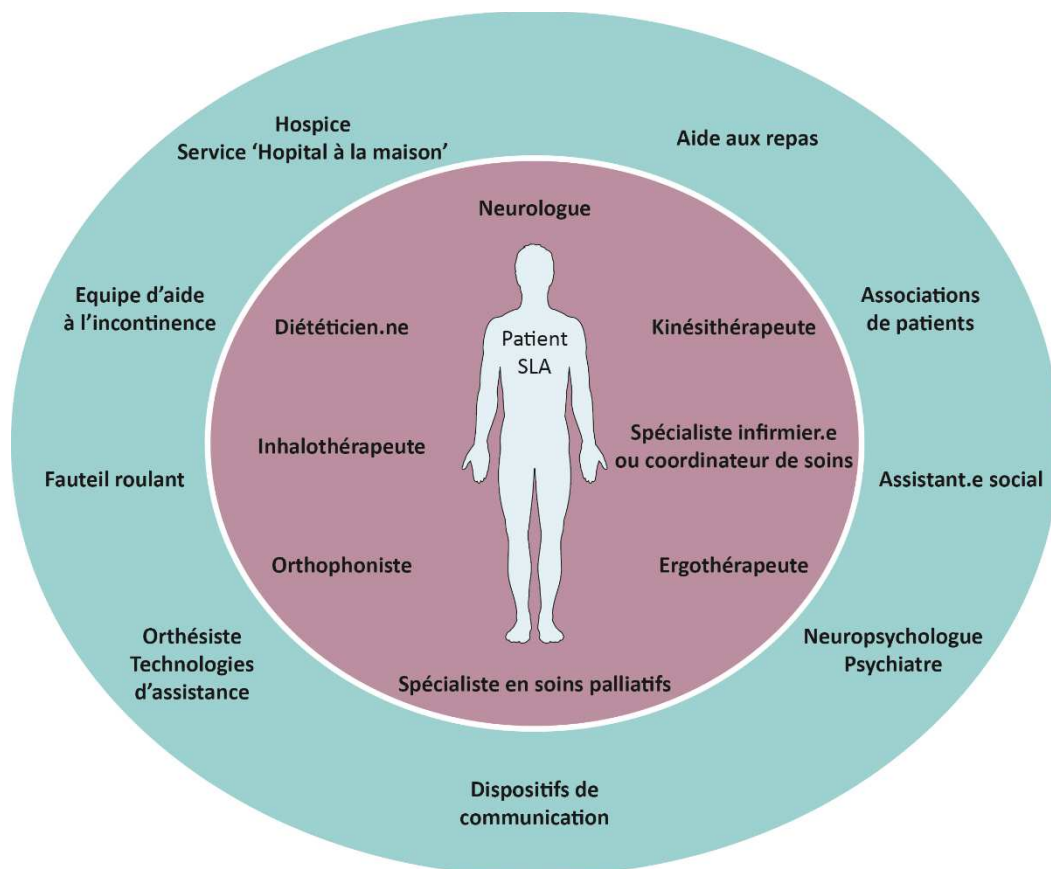 Hospice
Service ‘Hopital à la maison’
Aide aux repas
Neurologue
Equipe d’aide
à l’incontinence
Diététicien.ne
Patient
SLA
Kinésithérapeute
Associations
de patients
Fauteil roulant
Inhalothérapeute
Spécialiste infirmier.e
ou coordinateur de soins
Assistant.e social
Orthophoniste
Ergothérapeute
Orthésiste
Technologies
d’assistance
Spécialiste en soins palliatifs
Neuropsychologue
Psychiatre
Dispositifs de
communication